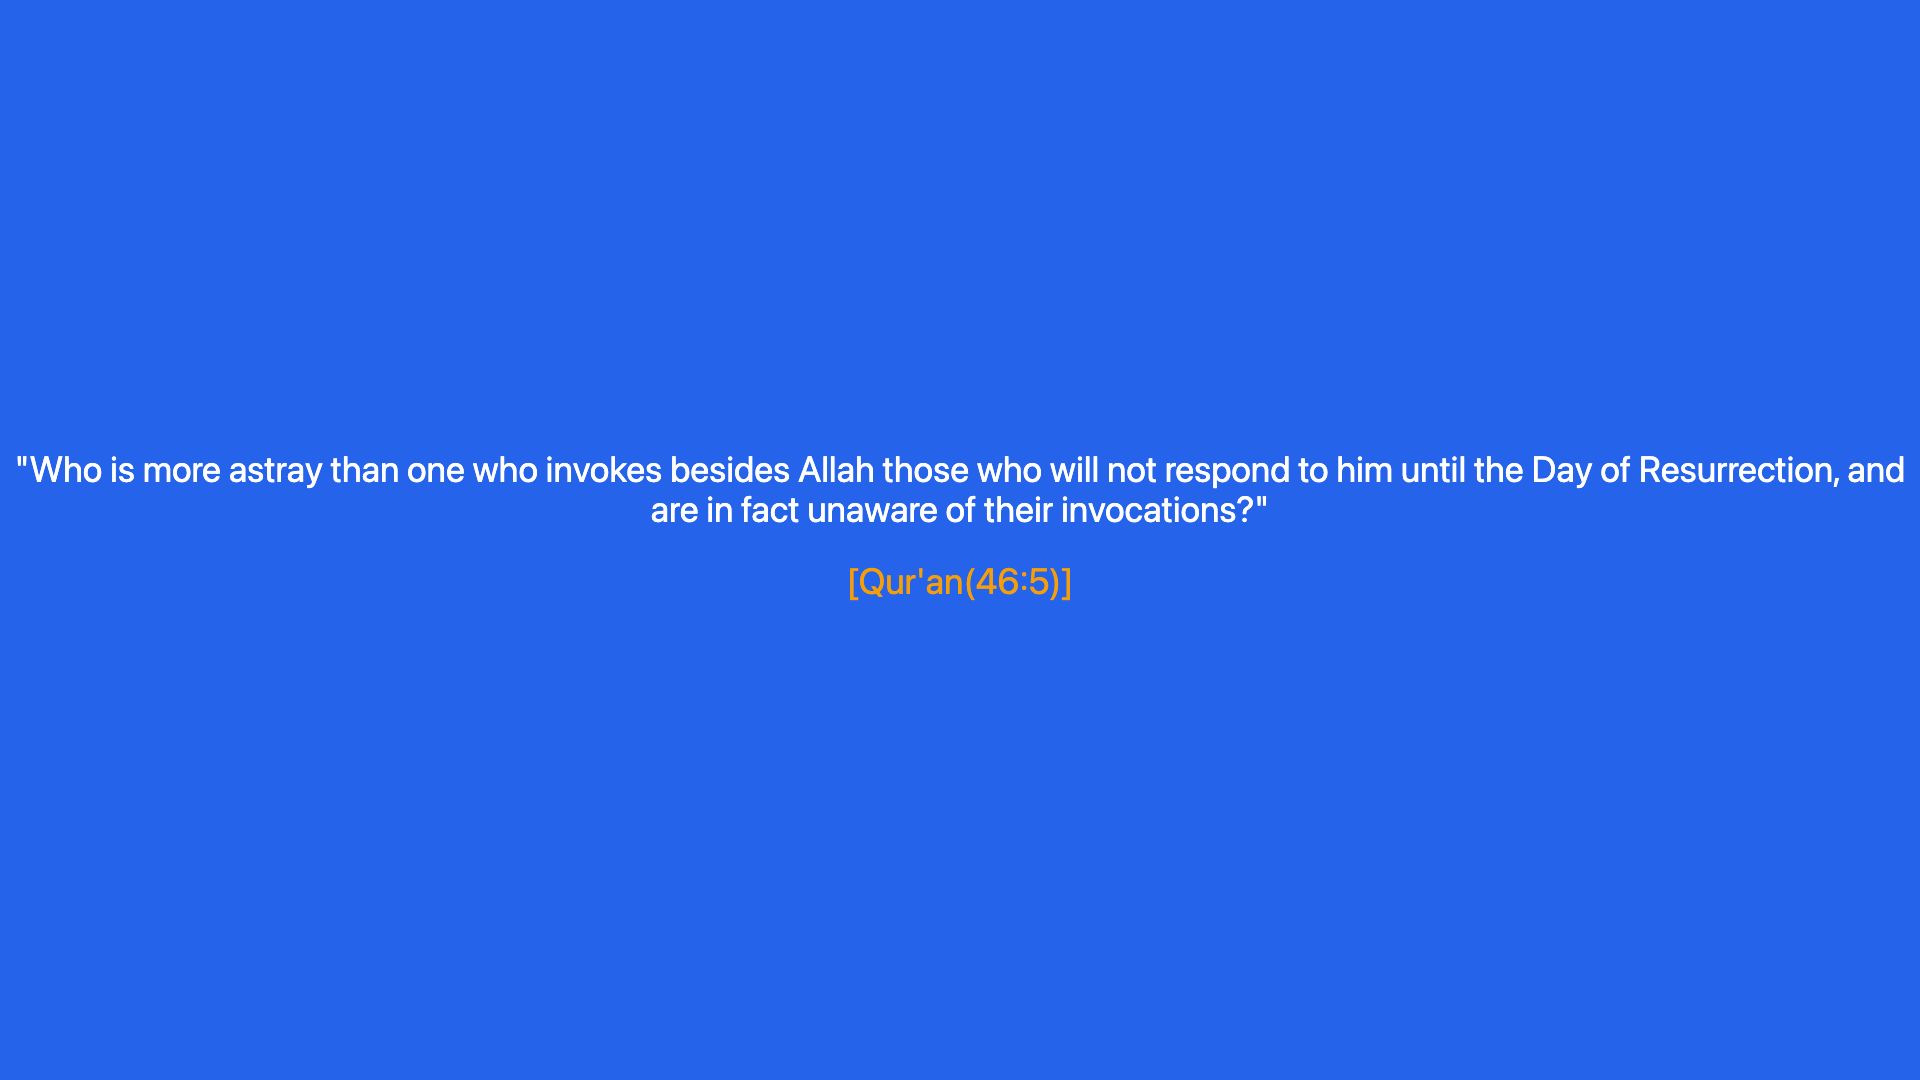 "Who is more astray than one who invokes besides Allah those who will not respond to him until the Day of Resurrection, and
are in fact unaware of their invocations?"
[Qur'an(46:5)]